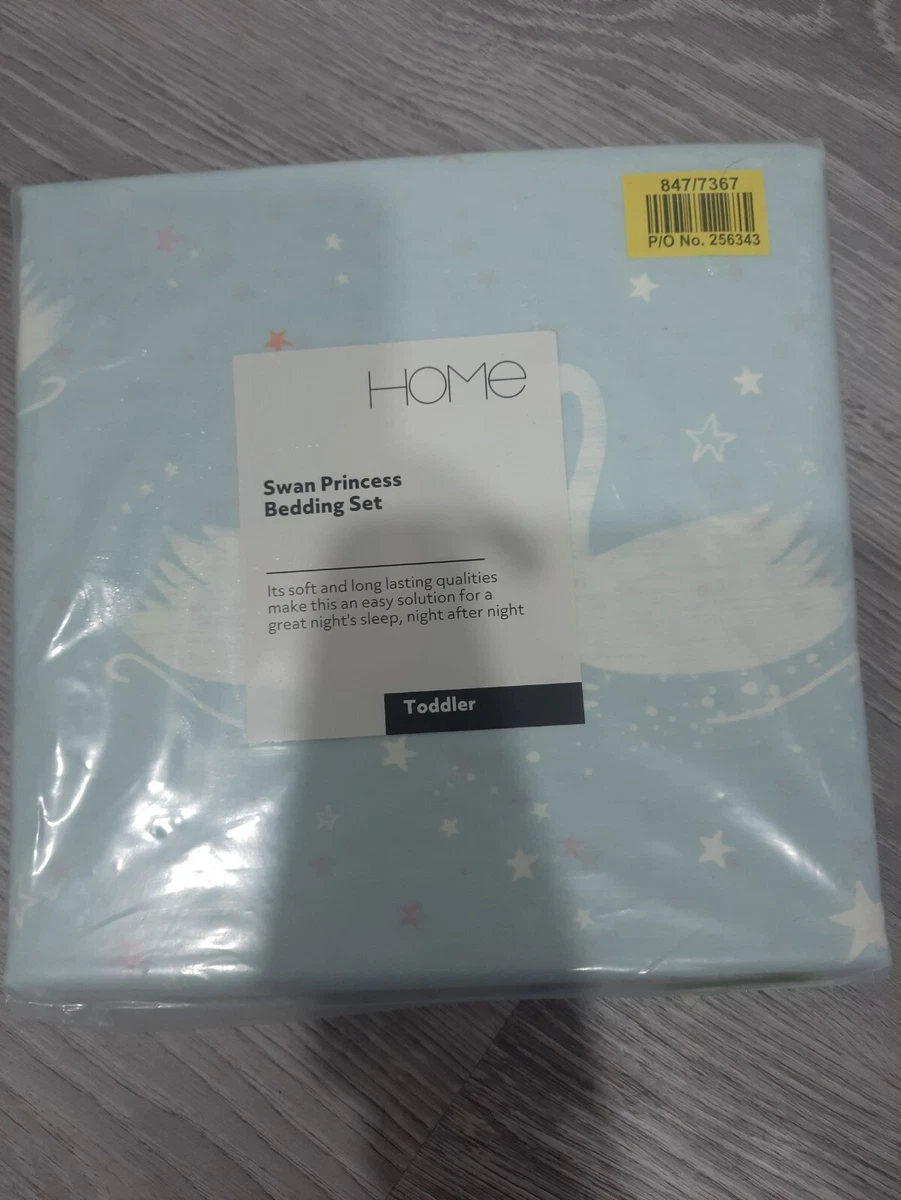 847/7367
P/O No. 256343
HOMe
Swan Princess
Bedding Set
Its soft and long lasting qualities
make this an easy solution for a
great night's sleep, night after night
Toddler